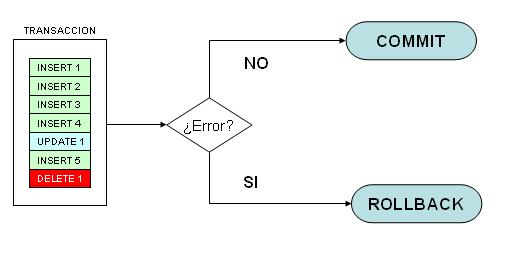 TRANSACCION
INSERT 1
INSERT 2
INSERT 3
INSERT 4
UPDATE 1
INSERT 5
DELETE 1
¿Error?
NO
COMMIT
SI
ROLLBACK